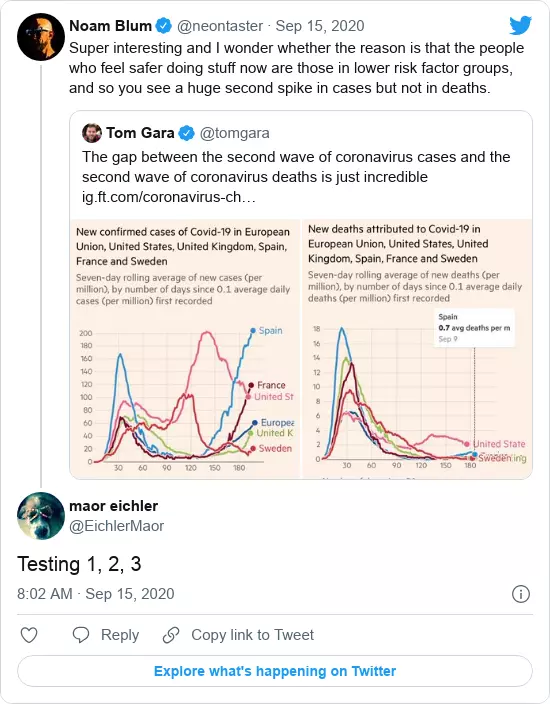 Noam Blum @neontaster · Sep 15, 2020
Super interesting and I wonder whether the reason is that the people
who feel safer doing stuff now are those in lower risk factor groups,
and so you see a huge second spike in cases but not in deaths.
Tom Gara @tomgara
The gap between the second wave of coronavirus cases and the
second wave of coronavirus deaths is just incredible
ig.ft.com/coronavirus-ch…
New confirmed cases of Covid-19 in European
Union, United States, United Kingdom, Spain,
France and Sweden
Seven-day rolling average of new cases (per
million), by number of days since 0.1 average daily
cases (per million) first recorded
200
180
160
140
120
100
80
60
40
20
0
30 60 90 120 150 180
Spain
France
United St
Europea
United K
Sweden
New deaths attributed to Covid-19 in
European Union, United States, United
Kingdom, Spain, France and Sweden
Seven-day rolling average of new deaths (per
million), by number of days since 0.1 average daily
deaths (per million) first recorded
Spain
0.7 avg deaths per m
Sep 9
18
16
14
12
10
8
6
4
2
0
30 60 90 120 150 180
United State
Sweden
maor eichler
@EichlerMaor
Testing 1, 2, 3
8:02 AM · Sep 15, 2020
Reply
Copy link to Tweet
Explore what's happening on Twitter